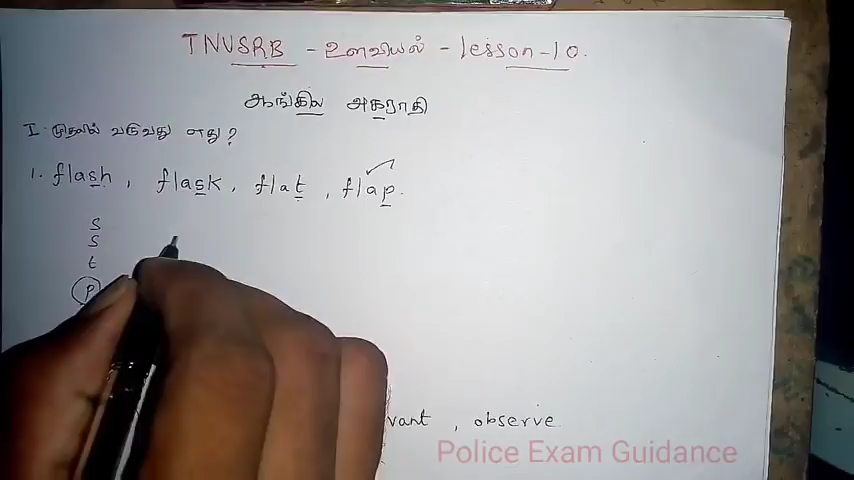 TNUSRB - உளவியல் - lesson - 10.
ஆங்கில அகராதி
I. முதலில் வருவது எது?
1. flash, flask, flat, flap.
s
s
t
p
vant, observe
Police Exam Guidance